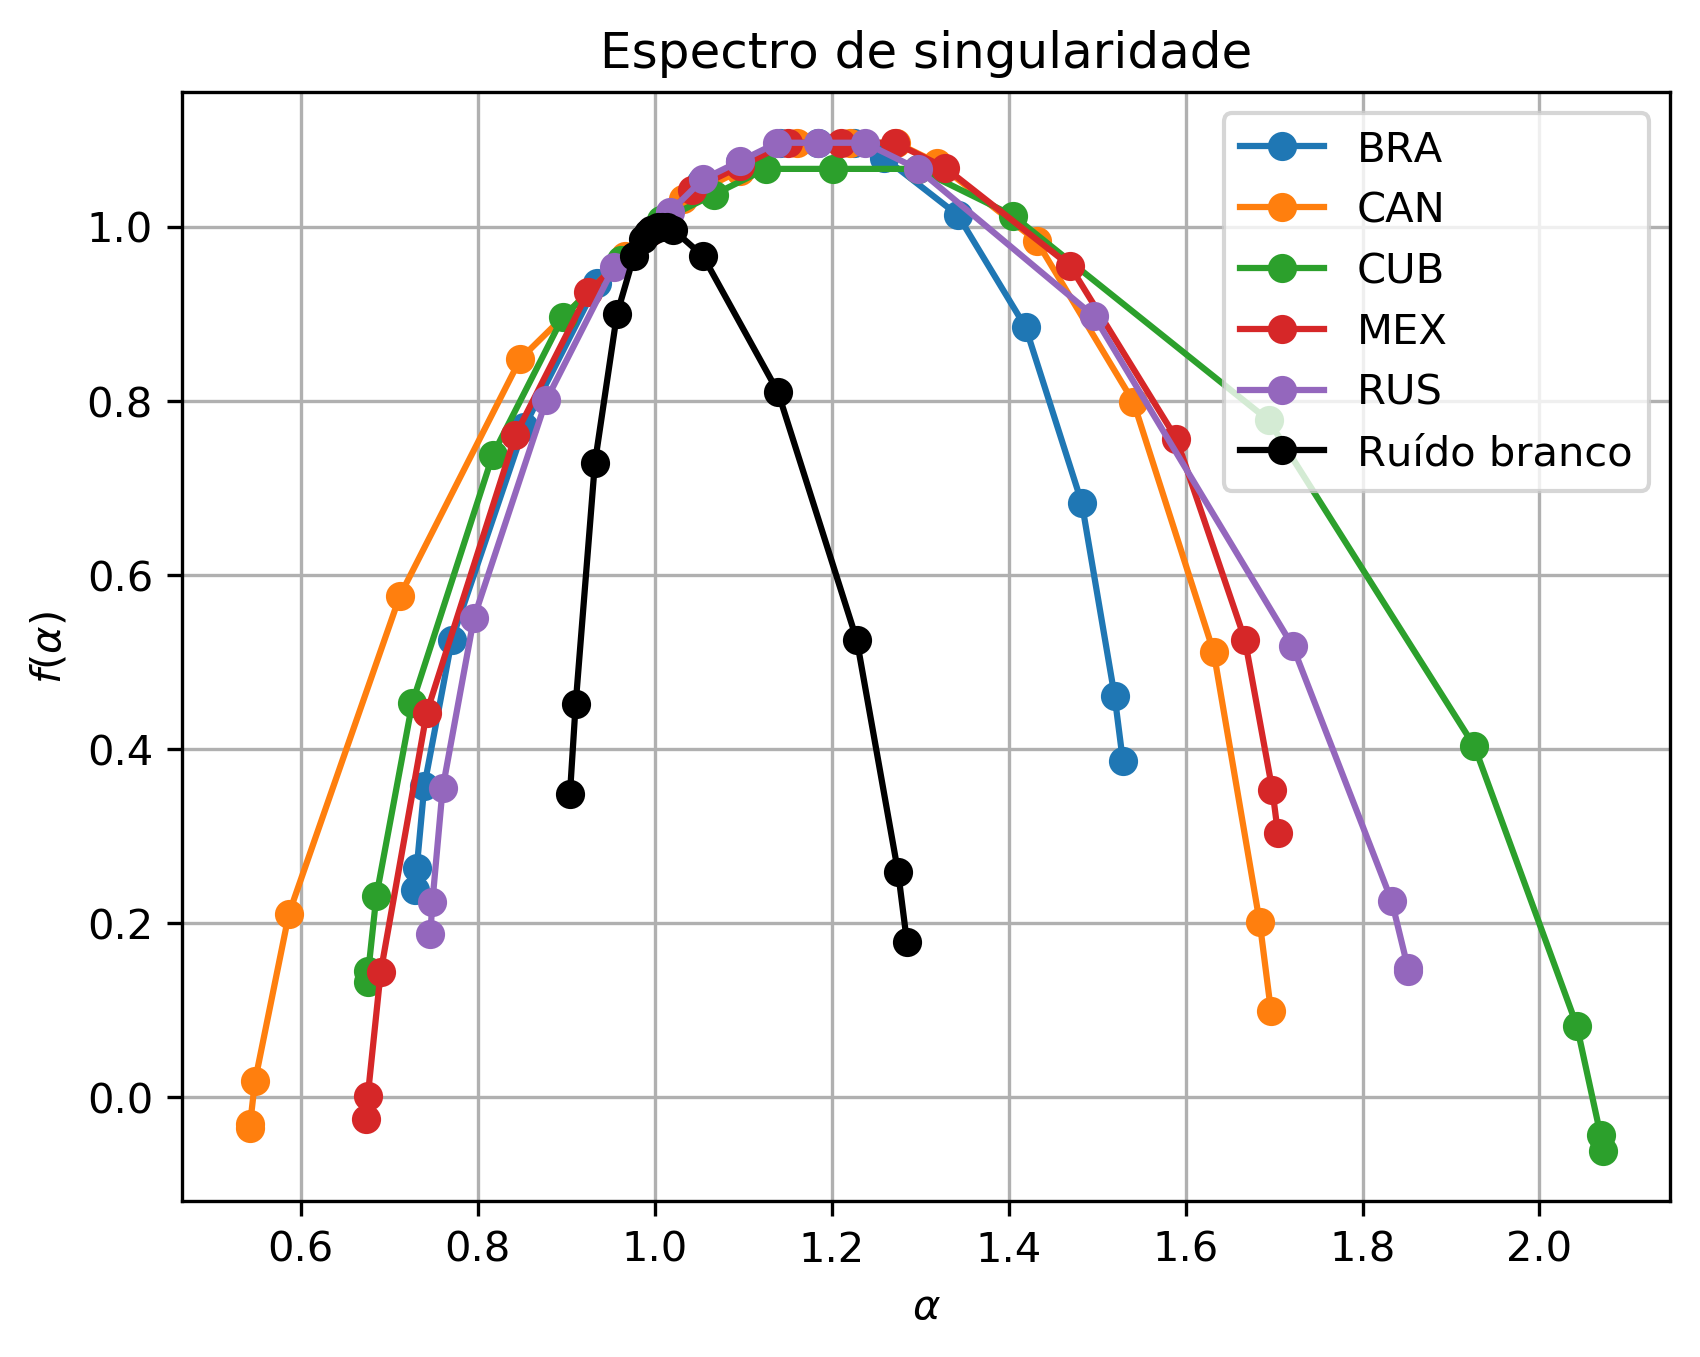 Espectro de singularidade
BRA
CAN
CUB
MEX
RUS
Ruído branco
f(α)
1.0
0.8
0.6
0.4
0.2
0.0
0.6 0.8 1.0 1.2 1.4 1.6 1.8 2.0
α